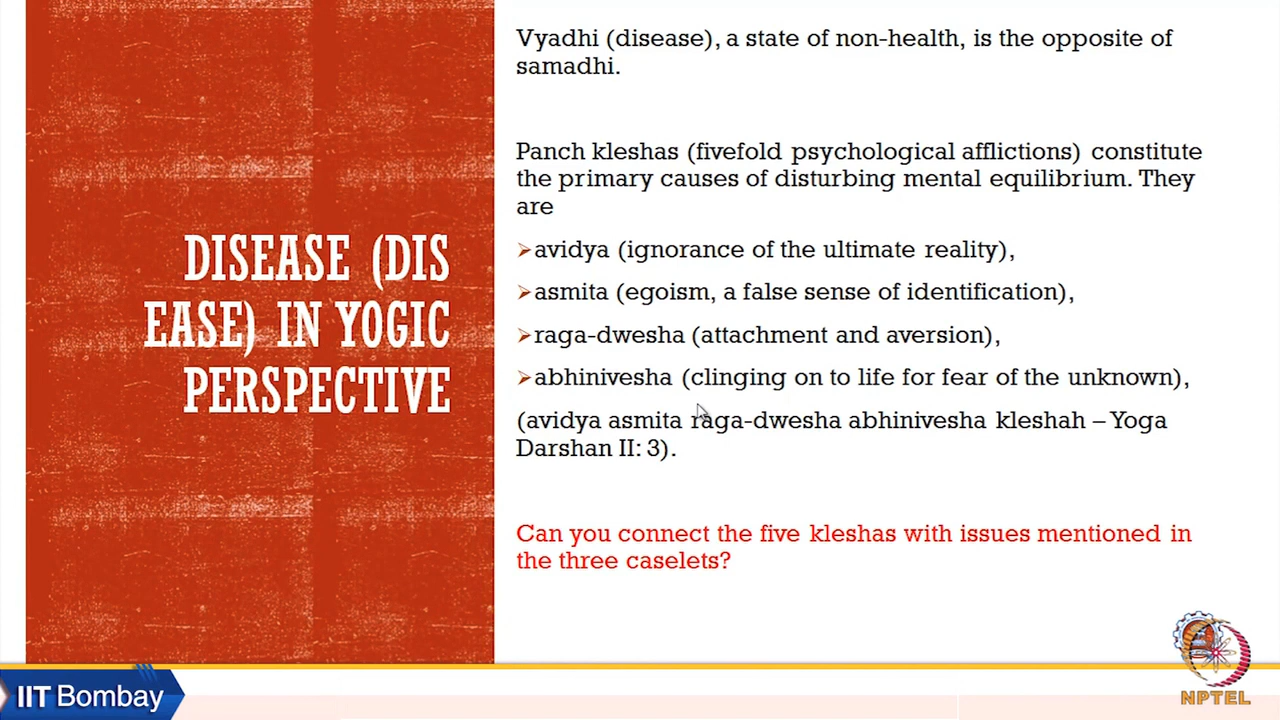 DISEASE (DIS
EASE) IN YOGIC
PERSPECTIVE
Vyadhi (disease), a state of non-health, is the opposite of
samadhi.
Panch kleshas (fivefold psychological afflictions) constitute
the primary causes of disturbing mental equilibrium. They
are
➢avidya (ignorance of the ultimate reality),
➢asmita (egoism, a false sense of identification),
➢raga-dwesha (attachment and aversion),
➢abhinivesha (clinging on to life for fear of the unknown),
(avidya asmita raga-dwesha abhinivesha kleshah – Yoga
Darshan II: 3).
Can you connect the five kleshas with issues mentioned in
the three caselets?
IIT Bombay
NPTEL